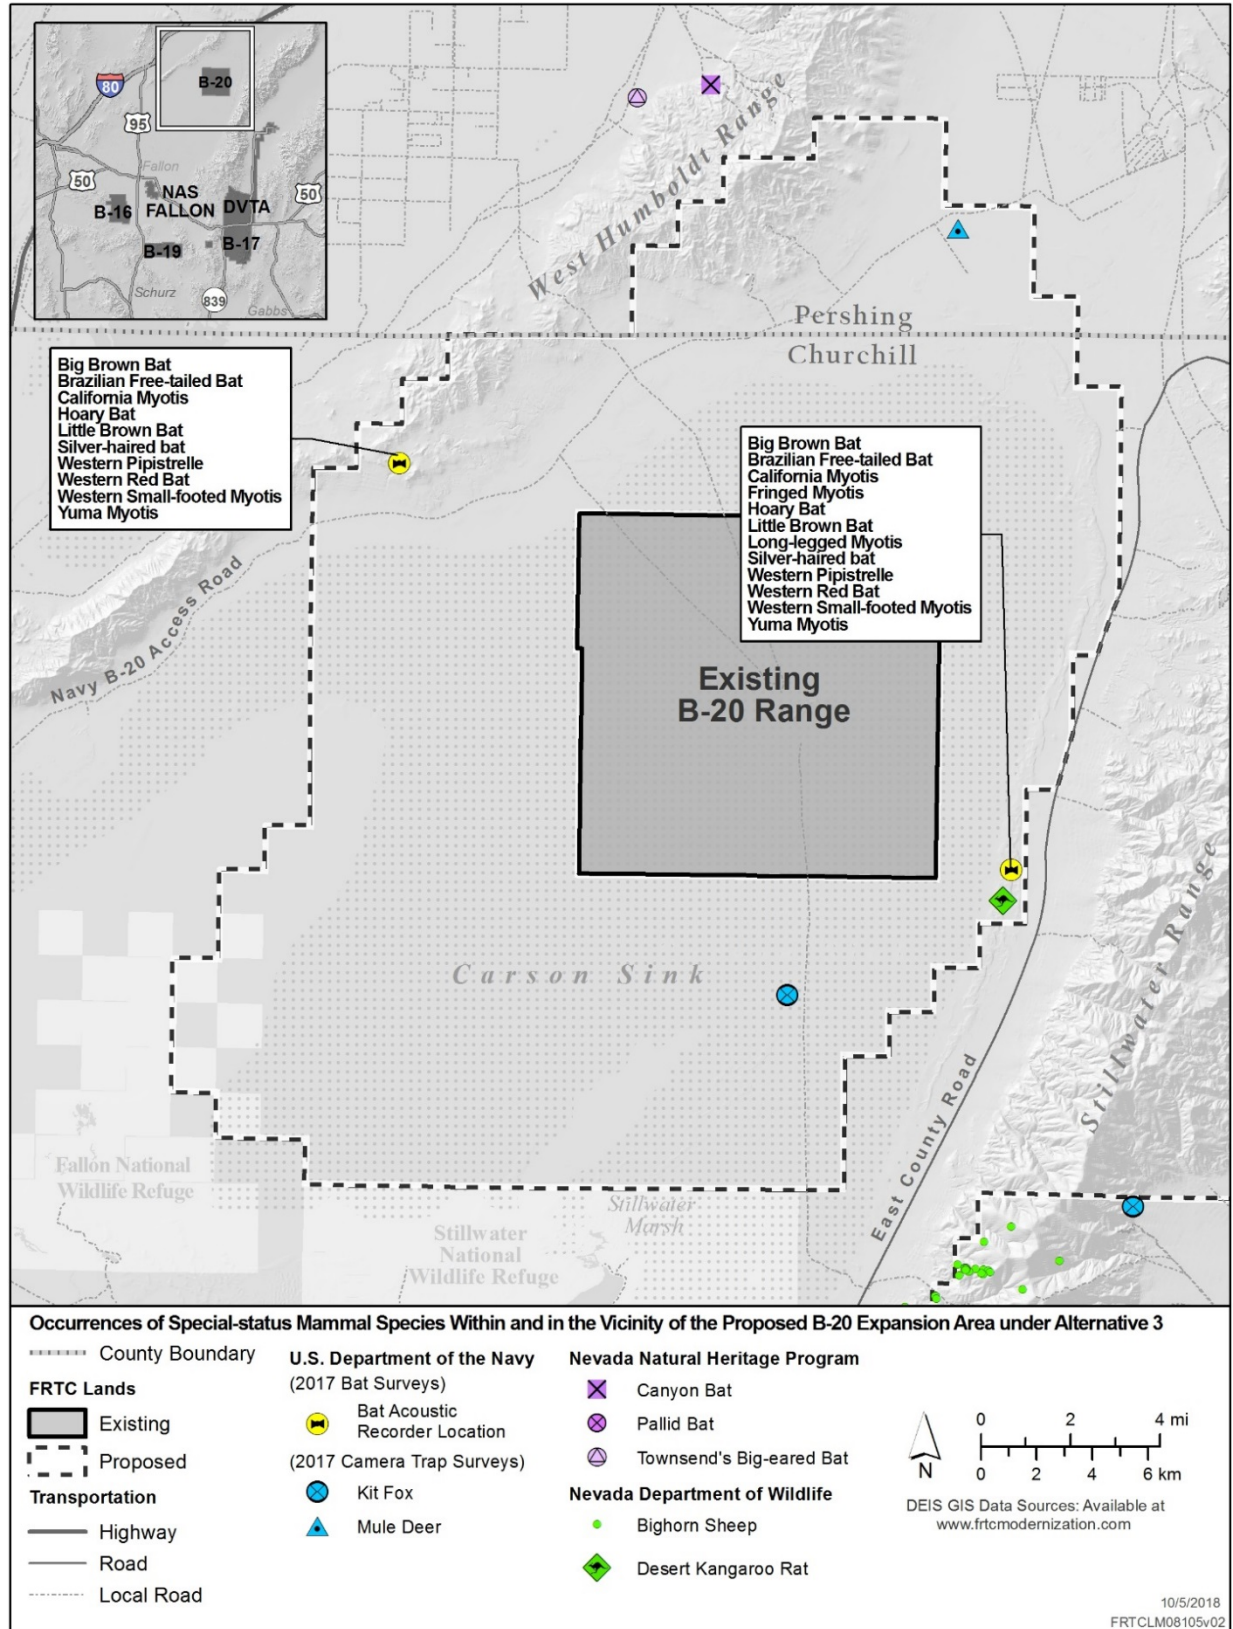 80
B-20
95
Fallon
50
NAS
FALLON
DVTA
50
B-16
B-19
B-17
Schurz
839
Gabbs
West Humboldt Range
Pershing
Churchill
Big Brown Bat
Brazilian Free-tailed Bat
California Myotis
Hoary Bat
Little Brown Bat
Silver-haired bat
Western Pipistrelle
Western Red Bat
Western Small-footed Myotis
Yuma Myotis
Big Brown Bat
Brazilian Free-tailed Bat
California Myotis
Fringed Myotis
Hoary Bat
Little Brown Bat
Long-legged Myotis
Silver-haired bat
Western Pipistrelle
Western Red Bat
Western Small-footed Myotis
Yuma Myotis
Navy B-20 Access Road
Existing
B-20 Range
Carson Sink
Stillwater Range
East County Road
Fallon National
Wildlife Refuge
Stillwater
Marsh
Stillwater
National
Wildlife Refuge
Occurrences of Special-status Mammal Species Within and in the Vicinity of the Proposed B-20 Expansion Area under Alternative 3
County Boundary
FRTC Lands
Existing
Proposed
Transportation
Highway
Road
Local Road
U.S. Department of the Navy
(2017 Bat Surveys)
Bat Acoustic
Recorder Location
(2017 Camera Trap Surveys)
Kit Fox
Mule Deer
Nevada Natural Heritage Program
Canyon Bat
Pallid Bat
Townsend's Big-eared Bat
Nevada Department of Wildlife
Bighorn Sheep
Desert Kangaroo Rat
N
0 2 4 mi
0 2 4 6 km
DEIS GIS Data Sources: Available at
www.frtcmodernization.com
10/5/2018
FRTCLM08105v02